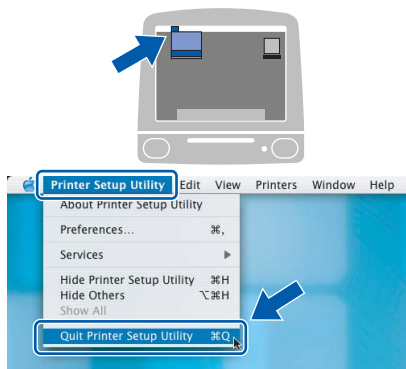 Printer Setup Utility Edit View Printers Window Help
About Printer Setup Utility
Preferences... ⌘,
Services ▶
Hide Printer Setup Utility ⌘H
Hide Others ⌥⌘H
Show All
Quit Printer Setup Utility ⌘Q